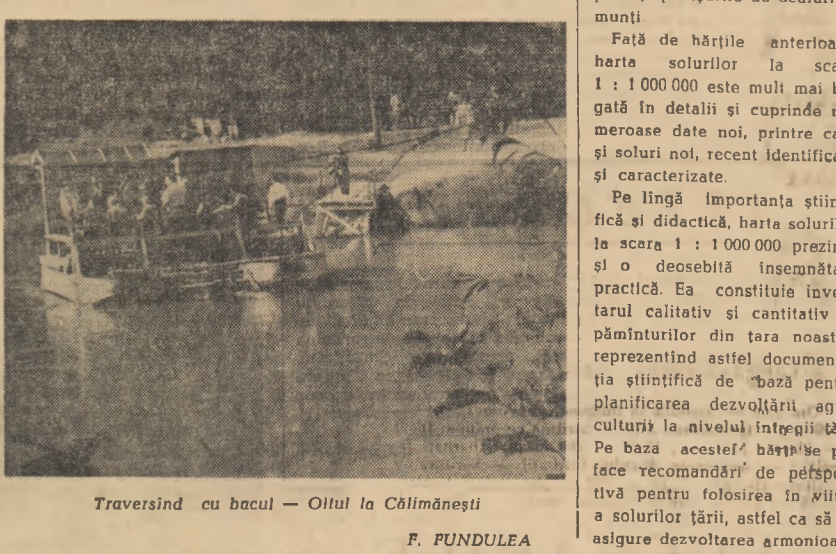 Traversînd cu bacul — Oltul la Călimănești
F. PUNDULEA
munți.
Față de hărțile anterioa
harta solurilor la sca
1 : 1 000 000 este mult mai b
gată în detalii și cuprinde n
meroase date noi, printre ca
și soluri noi, recent identifica
și caracterizate.
Pe lîngă importanța știin
fică și didactică, harta soluri
la scara 1 : 1 000 000 prezin
și o deosebită însemnăta
practică. Ea constituie inve
tarul calitativ și cantitativ
pămînturilor din țara noast
reprezentînd astfel documen
ția științifică de bază pen
planificarea dezvoltării agr
culturii la nivelul întregii ță
Pe baza acestei hărți se p
face recomandări de perspe
tivă pentru folosirea în viit
a solurilor țării, astfel ca să
asigure dezvoltarea armonioa